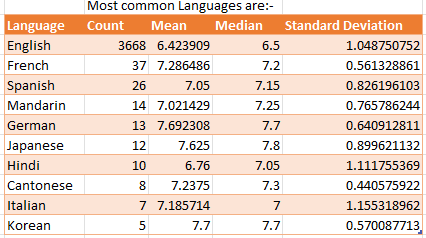 Most common Languages are:-
Language Count Mean Median Standard Deviation
English 3668 6.423909 6.5 1.048750752
French 37 7.286486 7.2 0.561328861
Spanish 26 7.05 7.15 0.826196103
Mandarin 14 7.021429 7.25 0.765786244
German 13 7.692308 7.7 0.640912811
Japanese 12 7.625 7.8 0.899621132
Hindi 10 6.76 7.05 1.111755369
Cantonese 8 7.2375 7.3 0.440575922
Italian 7 7.185714 7 1.155318962
Korean 5 7.7 7.7 0.570087713